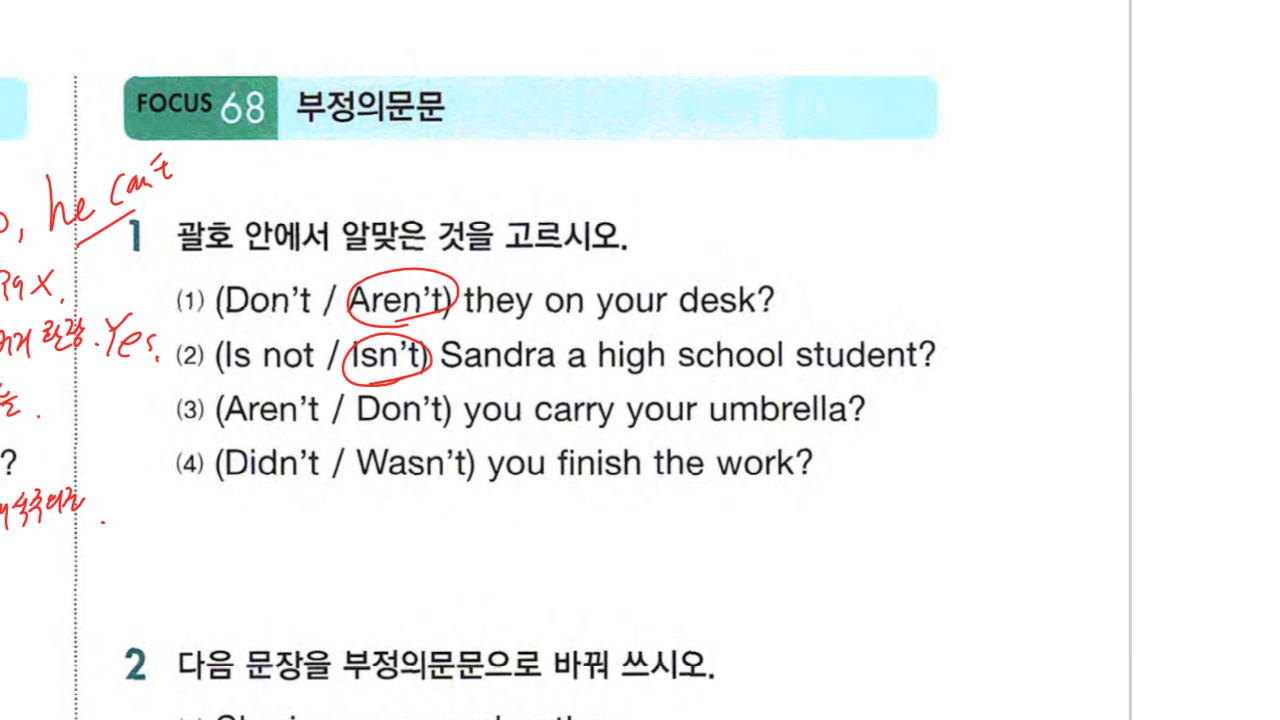 FOCUS 68 부정의문문
he can't
1 괄호 안에서 알맞은 것을 고르시오.
(1) (Don't / Aren't) they on your desk?
Yes.
(2) (Is not / Isn't) Sandra a high school student?
(3) (Aren't / Don't) you carry your umbrella?
(4) (Didn't / Wasn't) you finish the work?
?
2 다음 문장을 부정의문문으로 바꿔 쓰시오.